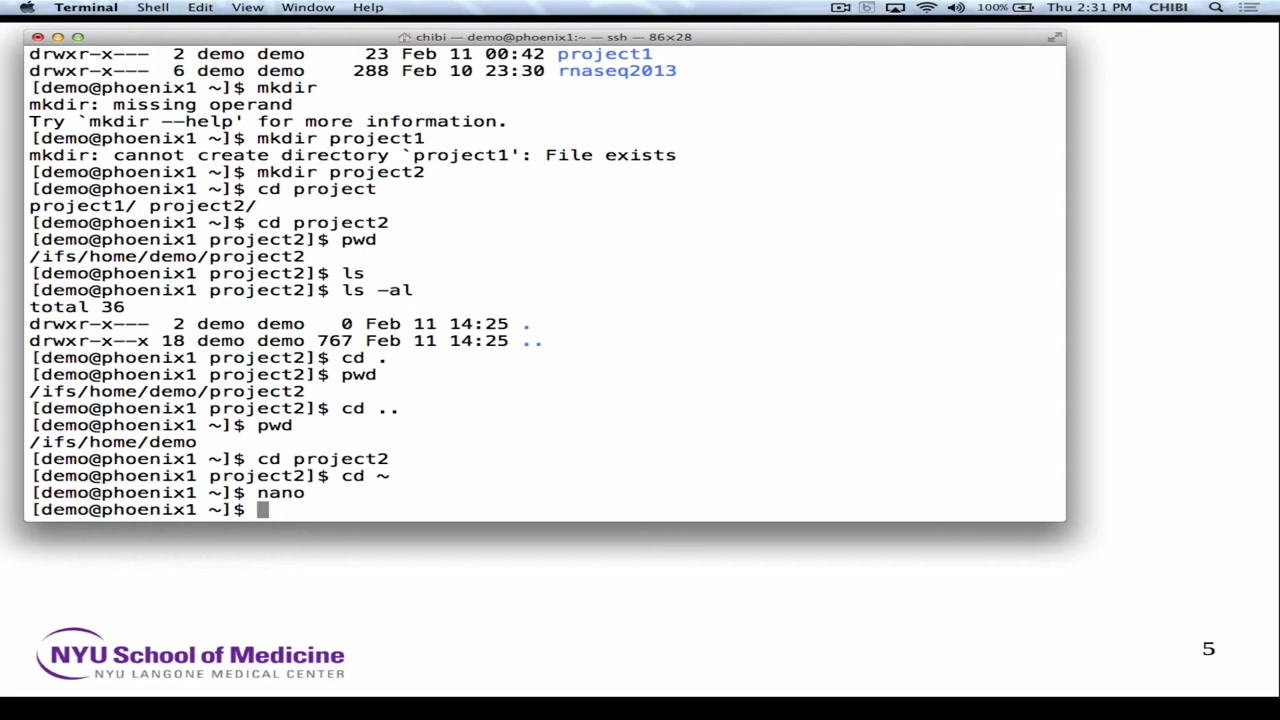 Terminal Shell Edit View Window Help 100% Thu 2:31 PM CHIBI
chibi — demo@phoenix1:~ — ssh — 86×28
drwxr-x--- 2 demo demo 23 Feb 11 00:42 project1
drwxr-x--- 6 demo demo 288 Feb 10 23:30 rnaseq2013
[demo@phoenix1 ~]$ mkdir
mkdir: missing operand
Try `mkdir --help' for more information.
[demo@phoenix1 ~]$ mkdir project1
mkdir: cannot create directory `project1': File exists
[demo@phoenix1 ~]$ mkdir project2
[demo@phoenix1 ~]$ cd project
project1/ project2/
[demo@phoenix1 ~]$ cd project2
[demo@phoenix1 project2]$ pwd
/ifs/home/demo/project2
[demo@phoenix1 project2]$ ls
[demo@phoenix1 project2]$ ls -al
total 36
drwxr-x--- 2 demo demo 0 Feb 11 14:25 .
drwxr-x--x 18 demo demo 767 Feb 11 14:25 ..
[demo@phoenix1 project2]$ cd .
[demo@phoenix1 project2]$ pwd
/ifs/home/demo/project2
[demo@phoenix1 project2]$ cd ..
[demo@phoenix1 ~]$ pwd
/ifs/home/demo
[demo@phoenix1 ~]$ cd project2
[demo@phoenix1 project2]$ cd ~
[demo@phoenix1 ~]$ nano
[demo@phoenix1 ~]$
NYU School of Medicine
NYU LANGONE MEDICAL CENTER
5